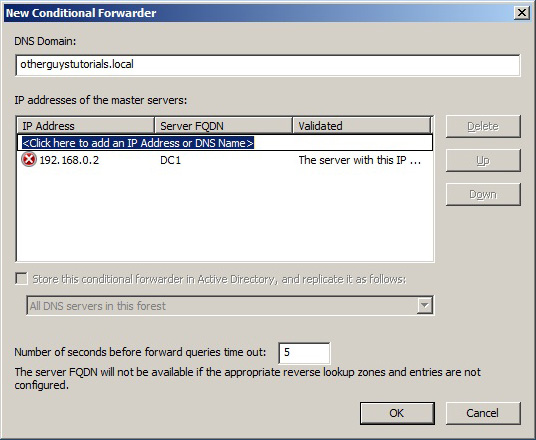 New Conditional Forwarder
DNS Domain:
otherguystutorials.local
IP addresses of the master servers:
IP Address Server FQDN Validated
<Click here to add an IP Address or DNS Name>
192.168.0.2 DC1 The server with this IP ...
Delete
Up
Down
Store this conditional forwarder in Active Directory, and replicate it as follows:
All DNS servers in this forest
Number of seconds before forward queries time out: 5
The server FQDN will not be available if the appropriate reverse lookup zones and entries are not
configured.
OK Cancel